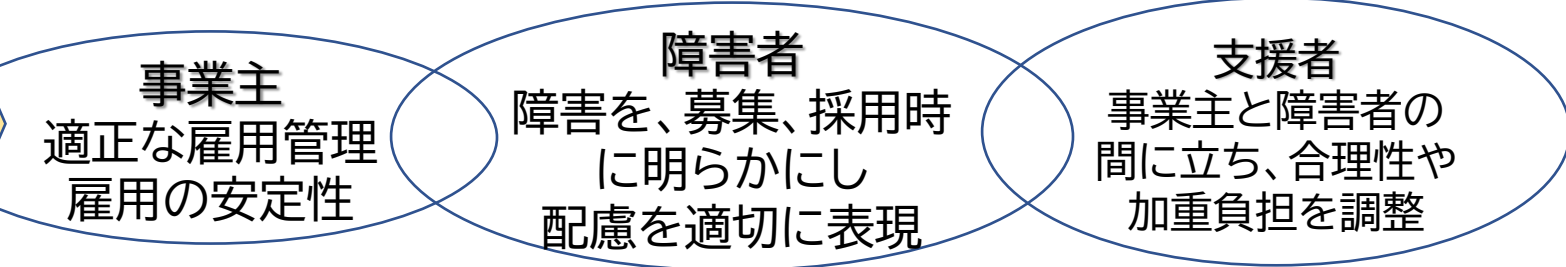 事業主
適正な雇用管理
雇用の安定性
障害者
障害を、募集、採用時
に明らかにし
配慮を適切に表現
支援者
事業主と障害者の
間に立ち、合理性や
加重負担を調整